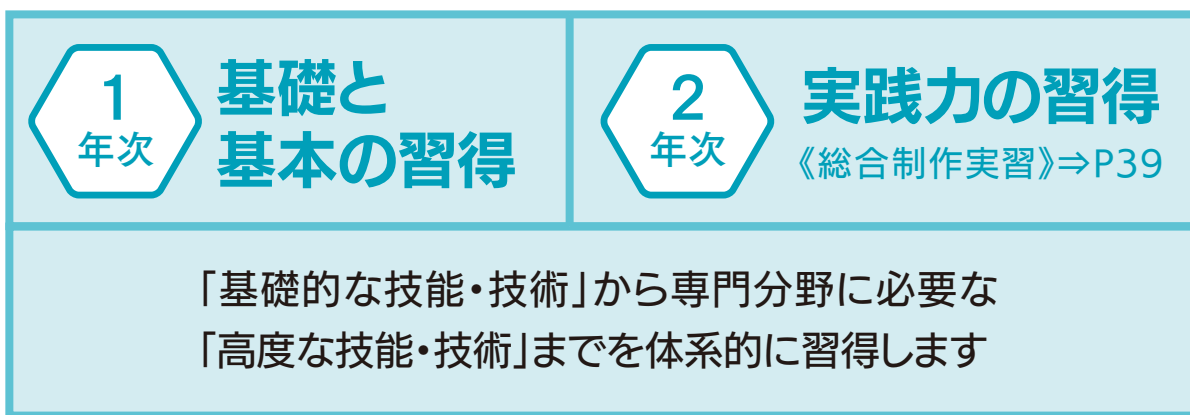 1
年次
基礎と
基本の習得
2
年次
実践力の習得
《総合制作実習》⇒P39
「基礎的な技能・技術」から専門分野に必要な
「高度な技能・技術」までを体系的に習得します